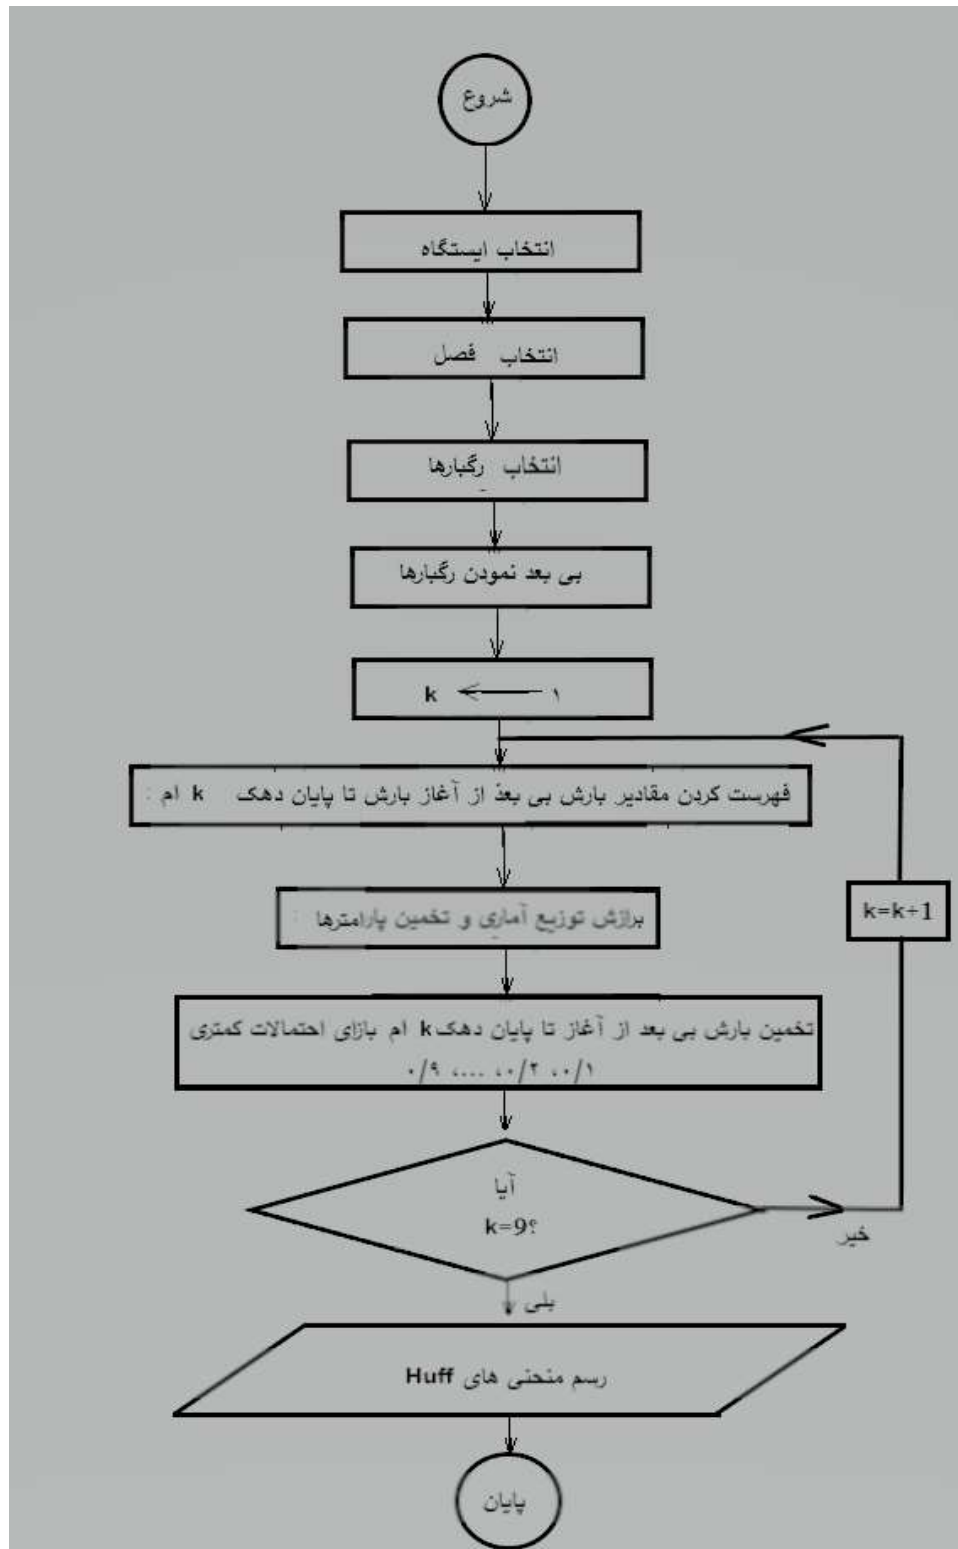 شروع
انتخاب ایستگاه
انتخاب فصل
انتخاب رگبارها
بی بعد نمودن رگبارها
k ⟵ ۱
فهرست کردن مقادیر بارش بی بعد از آغاز بارش تا پایان دهک k ام :
برازش توزیع آماری و تخمین پارامترها :
k=k+1
تخمین بارش بی بعد از آغاز تا پایان دهک k ام بازای احتمالات کمتری
۰/۱، ۰/۲، ...، ۰/۹
آیا
k=9؟
خیر
بلی
رسم منحنی های Huff
پایان